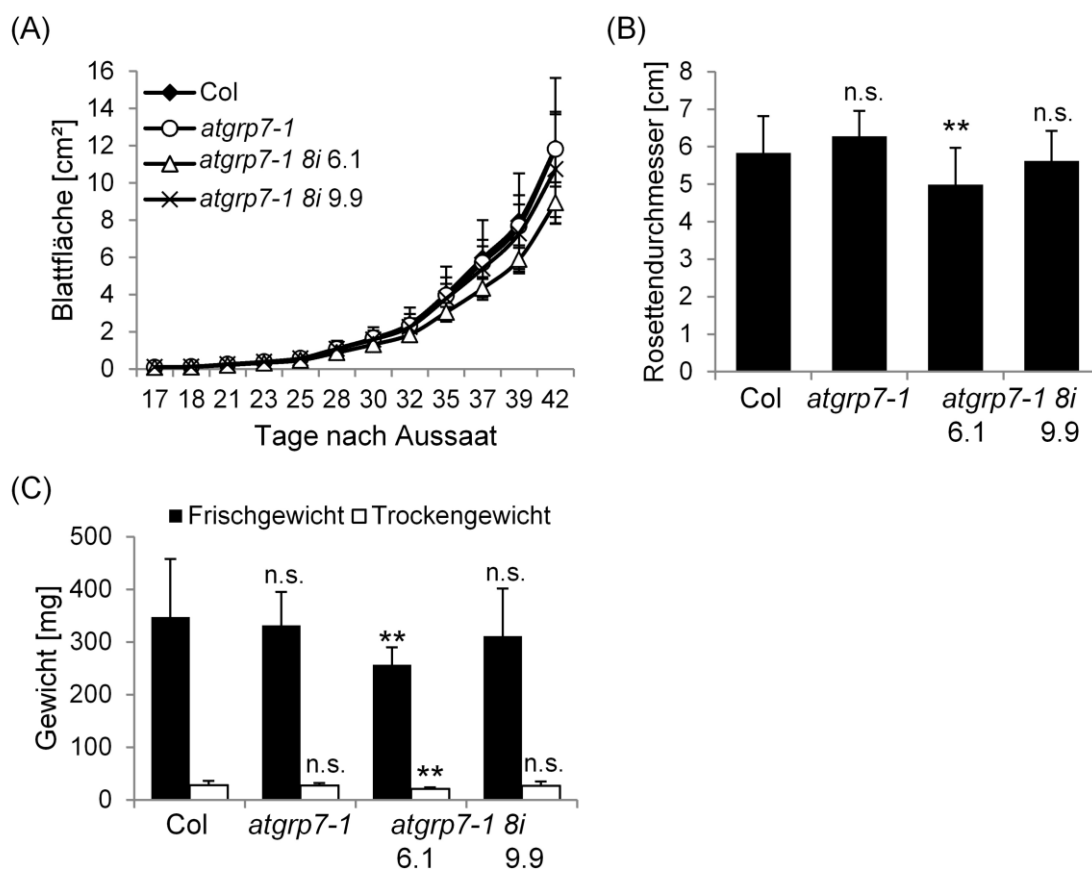 (A)
Blattfläche [cm²]
16
14
12
10
8
6
4
2
0
Col
atgrp7-1
atgrp7-1 8i 6.1
atgrp7-1 8i 9.9
17 18 21 23 25 28 30 32 35 37 39 42
Tage nach Aussaat
(B)
Rosettendurchmesser [cm]
8
7
6
5
4
3
2
1
0
n.s.
**
n.s.
Col atgrp7-1 atgrp7-1 8i
6.1 9.9
(C)
Frischgewicht Trockengewicht
Gewicht [mg]
500
400
300
200
100
0
n.s.
n.s.
**
**
n.s.
n.s.
Col atgrp7-1 atgrp7-1 8i
6.1 9.9